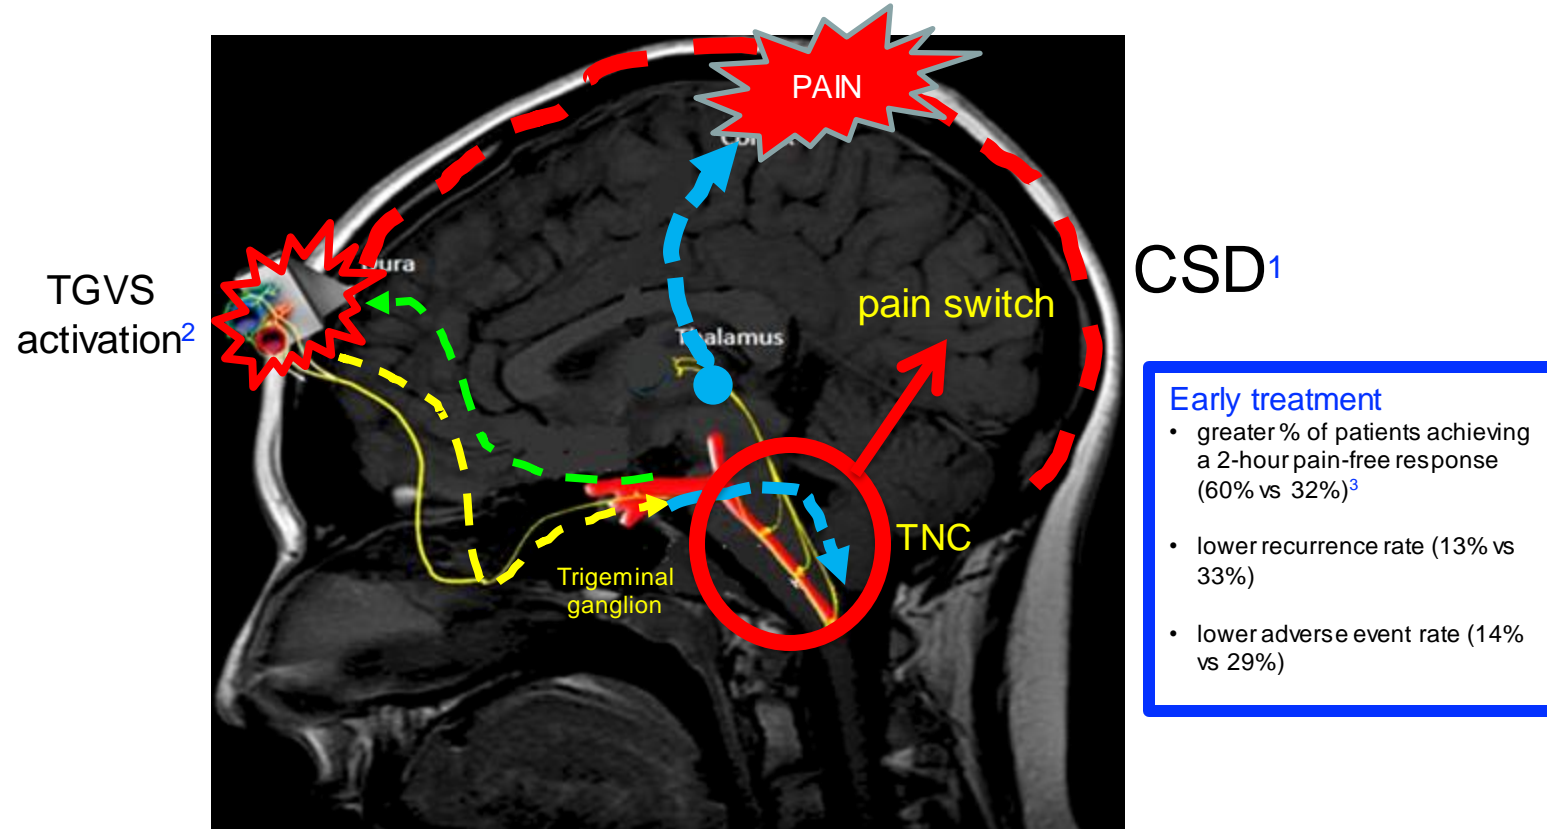 PAIN
Dura
TGVS
activation2
CSD1
pain switch
Thalamus
TNC
Trigeminal
ganglion
Early treatment
• greater % of patients achieving
a 2-hour pain-free response
(60% vs 32%)3
• lower recurrence rate (13% vs
33%)
• lower adverse event rate (14%
vs 29%)